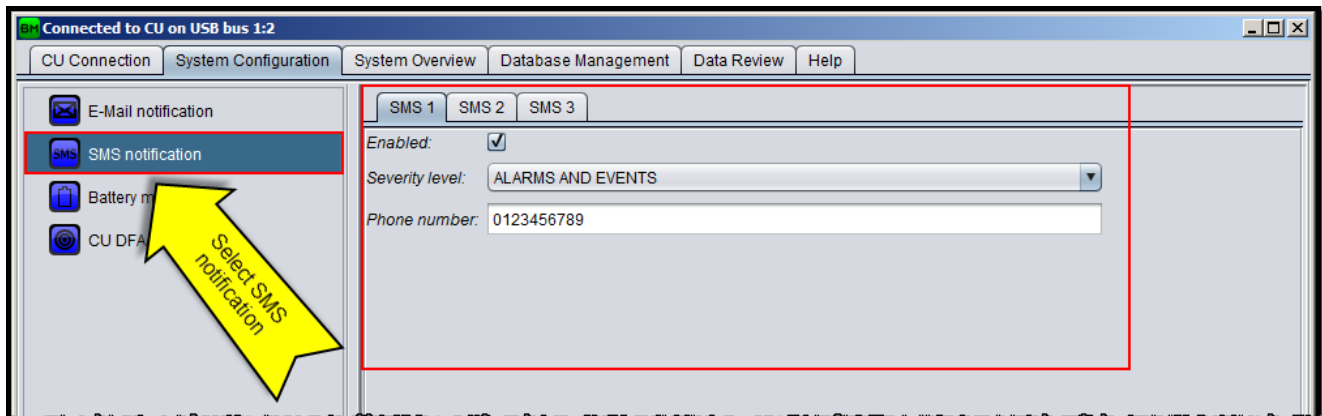 BM Connected to CU on USB bus 1:2
CU Connection System Configuration System Overview Database Management Data Review Help
E-Mail notification
SMS SMS notification
Battery m
CU DFA
Select SMS
notification
SMS 1 SMS 2 SMS 3
Enabled:
Severity level: ALARMS AND EVENTS
Phone number: 0123456789